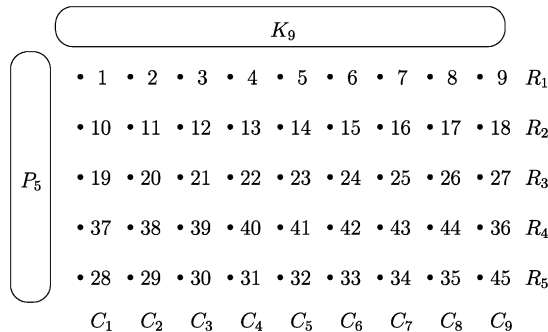 K₉
• 1 • 2 • 3 • 4 • 5 • 6 • 7 • 8 • 9 R₁
• 10 • 11 • 12 • 13 • 14 • 15 • 16 • 17 • 18 R₂
P₅ • 19 • 20 • 21 • 22 • 23 • 24 • 25 • 26 • 27 R₃
• 37 • 38 • 39 • 40 • 41 • 42 • 43 • 44 • 36 R₄
• 28 • 29 • 30 • 31 • 32 • 33 • 34 • 35 • 45 R₅
C₁ C₂ C₃ C₄ C₅ C₆ C₇ C₈ C₉